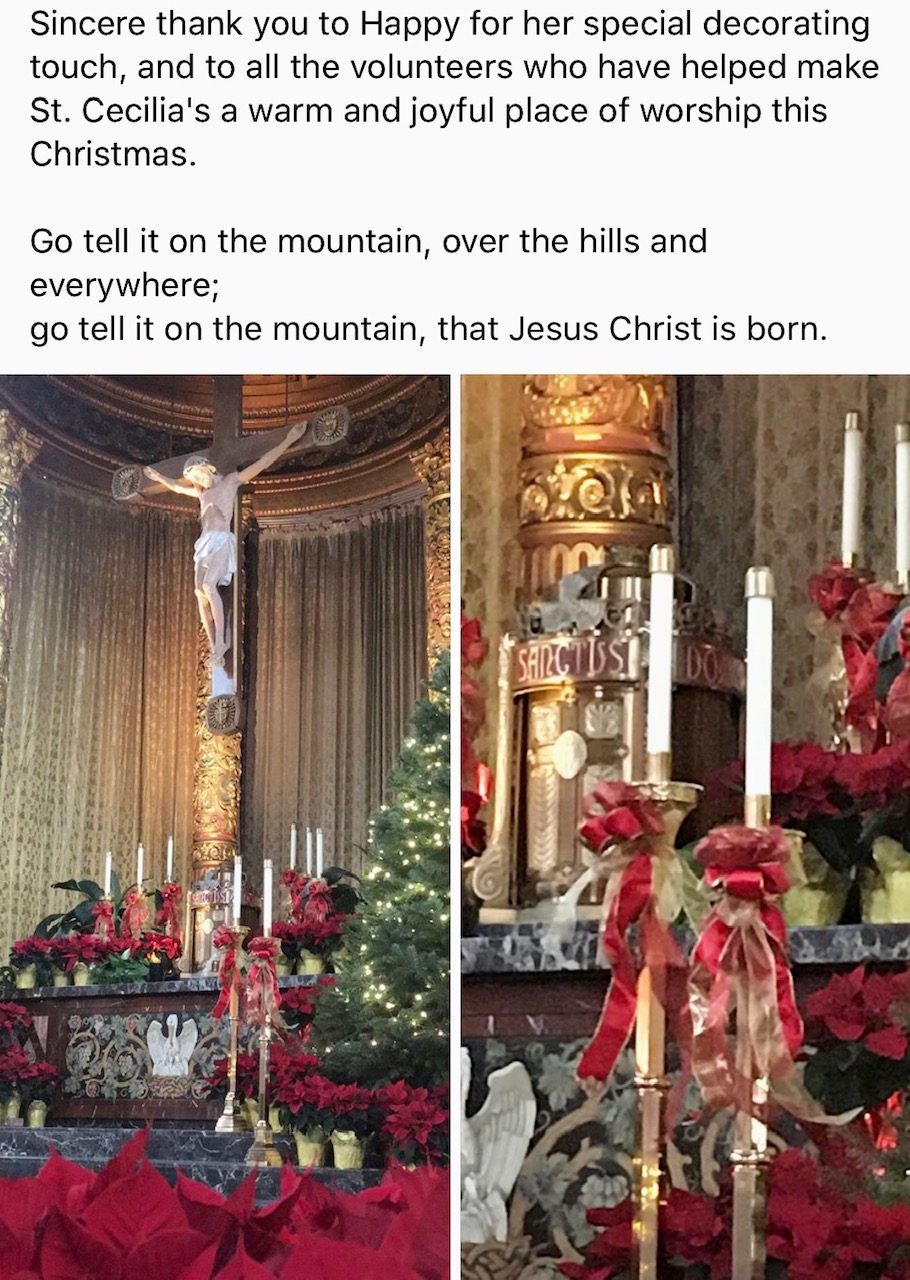 Sincere thank you to Happy for her special decorating
touch, and to all the volunteers who have helped make
St. Cecilia's a warm and joyful place of worship this
Christmas.
Go tell it on the mountain, over the hills and
everywhere;
go tell it on the mountain, that Jesus Christ is born.
SANCTUS